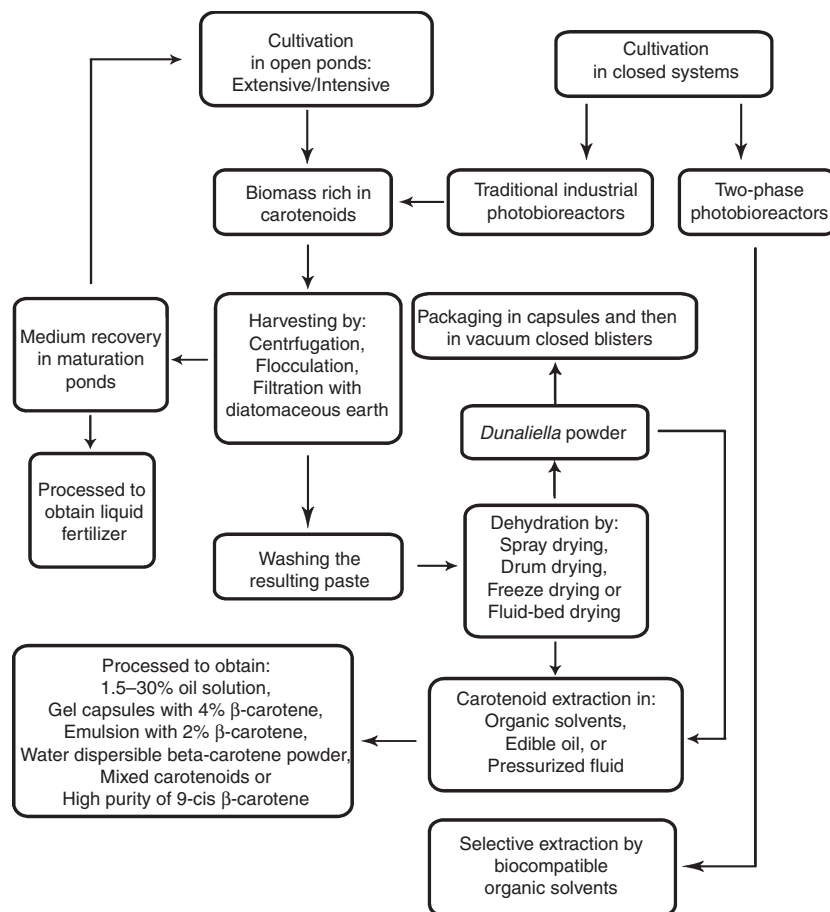 Cultivation
in open ponds:
Extensive/Intensive
Cultivation
in closed systems
Biomass rich in
carotenoids
Traditional industrial
photobioreactors
Two-phase
photobioreactors
Medium recovery
in maturation
ponds
Harvesting by:
Centrfugation,
Flocculation,
Filtration with
diatomaceous earth
Packaging in capsules and then
in vacuum closed blisters
Dunaliella powder
Processed to
obtain liquid
fertilizer
Washing the
resulting paste
Dehydration by:
Spray drying,
Drum drying,
Freeze drying or
Fluid-bed drying
Processed to obtain:
1.5–30% oil solution,
Gel capsules with 4% β-carotene,
Emulsion with 2% β-carotene,
Water dispersible beta-carotene powder,
Mixed carotenoids or
High purity of 9-cis β-carotene
Carotenoid extraction in:
Organic solvents,
Edible oil, or
Pressurized fluid
Selective extraction by
biocompatible
organic solvents